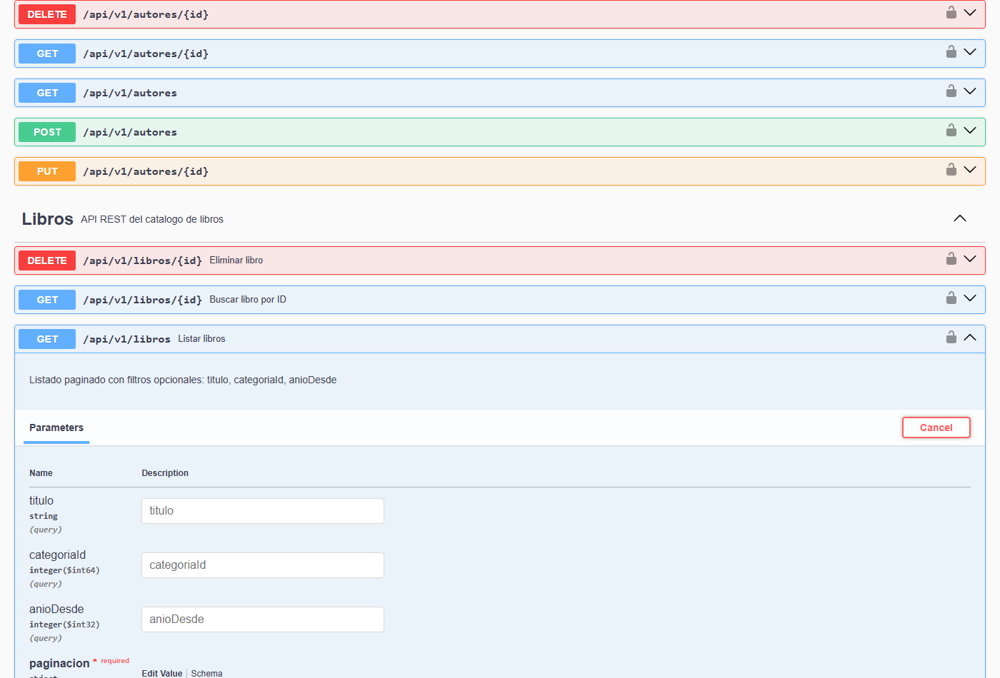 DELETE /api/v1/autores/{id}
GET /api/v1/autores/{id}
GET /api/v1/autores
POST /api/v1/autores
PUT /api/v1/autores/{id}
Libros API REST del catalogo de libros
DELETE /api/v1/libros/{id} Eliminar libro
GET /api/v1/libros/{id} Buscar libro por ID
GET /api/v1/libros Listar libros
Listado paginado con filtros opcionales: titulo, categoriaId, anioDesde
Parameters Cancel
Name Description
titulo
string
(query)
titulo
categoriaId
integer($int64)
(query)
categoriaId
anioDesde
integer($int32)
(query)
anioDesde
paginacion * required
Edit Value Schema
object